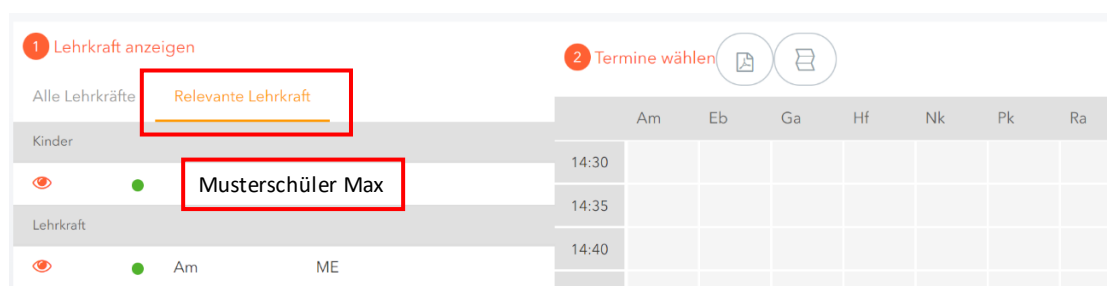 1 Lehrkraft anzeigen
Alle Lehrkräfte Relevante Lehrkraft
Kinder
Musterschüler Max
Lehrkraft
Am ME
2 Termine wählen
Am Eb Ga Hf Nk Pk Ra
14:30
14:35
14:40